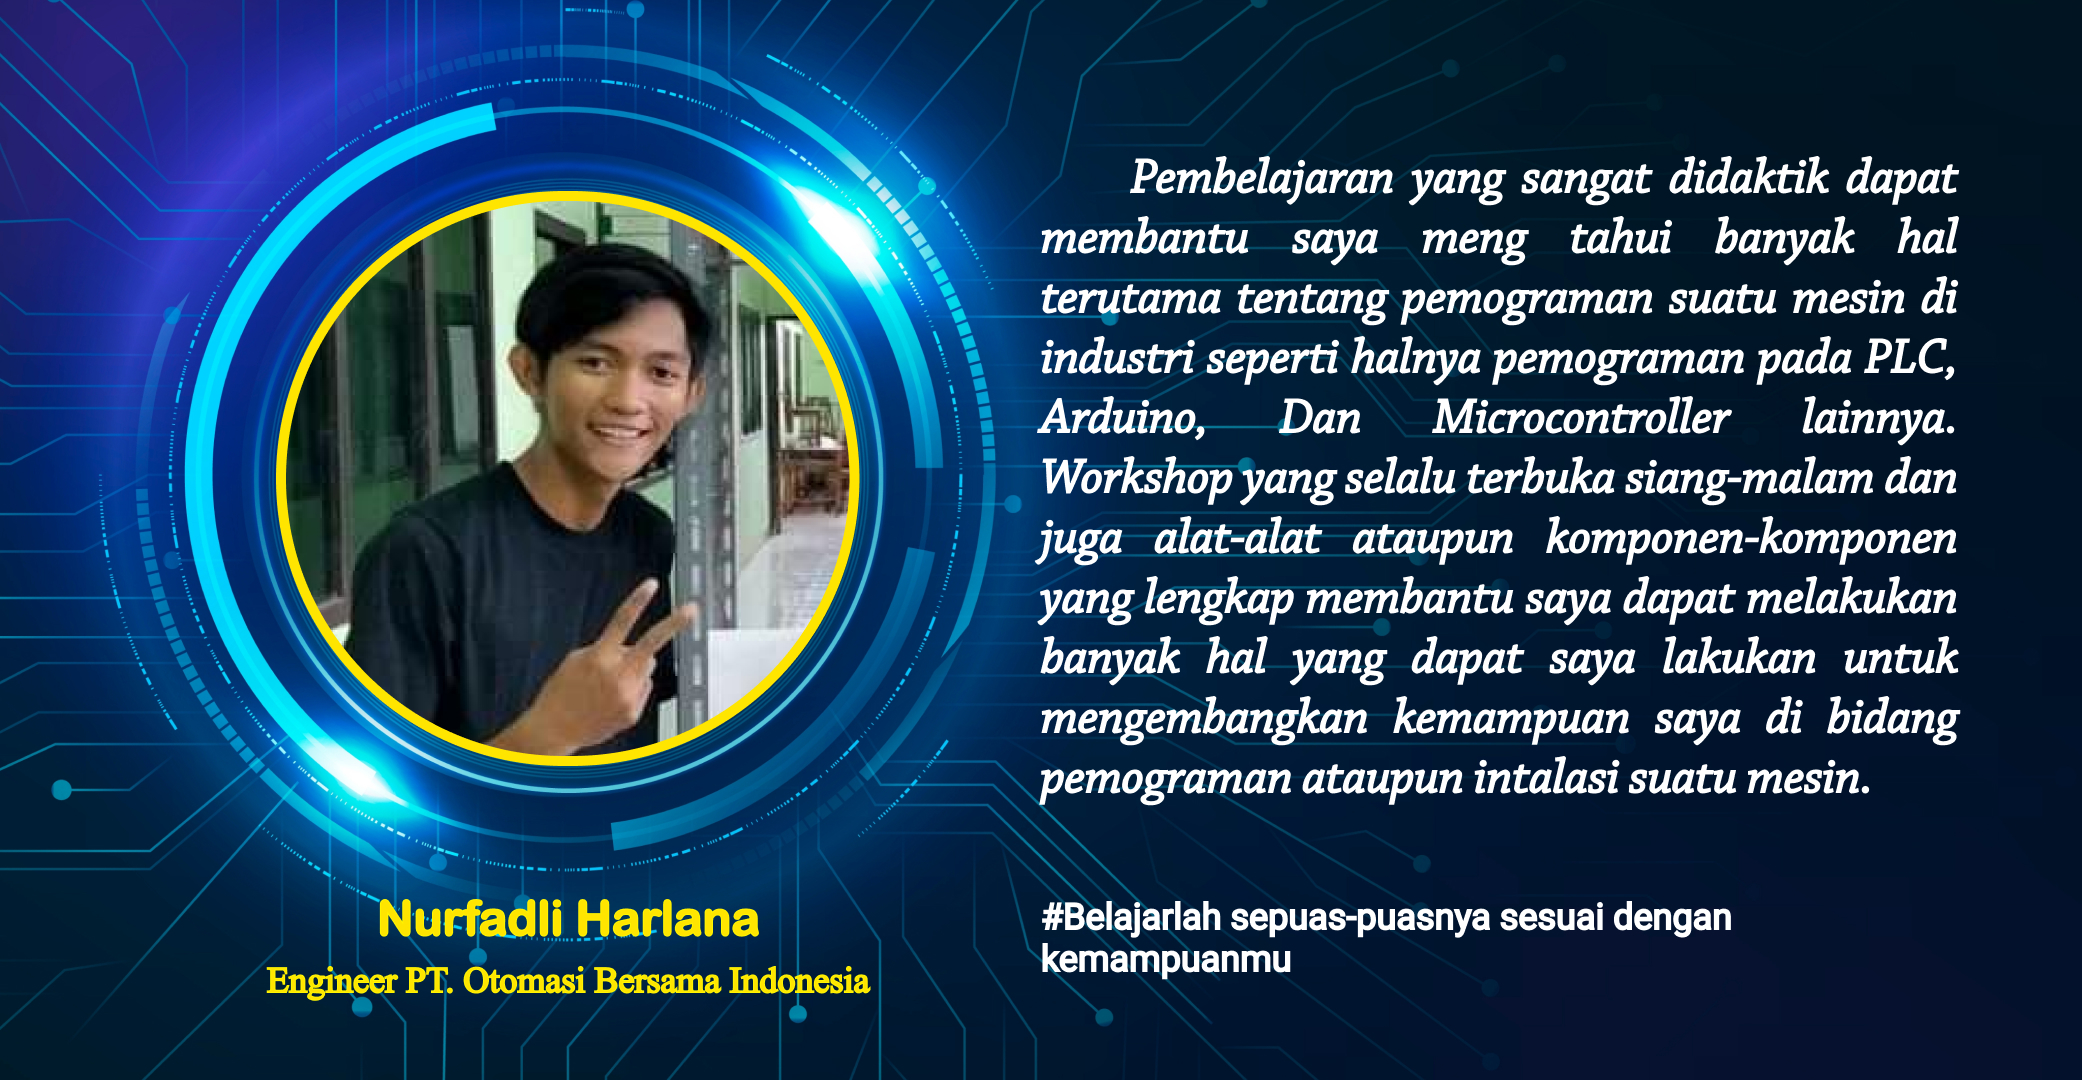 Pembelajaran yang sangat didaktik dapat
membantu saya meng tahui banyak hal
terutama tentang pemograman suatu mesin di
industri seperti halnya pemograman pada PLC,
Arduino, Dan Microcontroller lainnya.
Workshop yang selalu terbuka siang-malam dan
juga alat-alat ataupun komponen-komponen
yang lengkap membantu saya dapat melakukan
banyak hal yang dapat saya lakukan untuk
mengembangkan kemampuan saya di bidang
pemograman ataupun intalasi suatu mesin.
#Belajarlah sepuas-puasnya sesuai dengan
kemampuanmu
Nurfadli Harlana
Engineer PT. Otomasi Bersama Indonesia